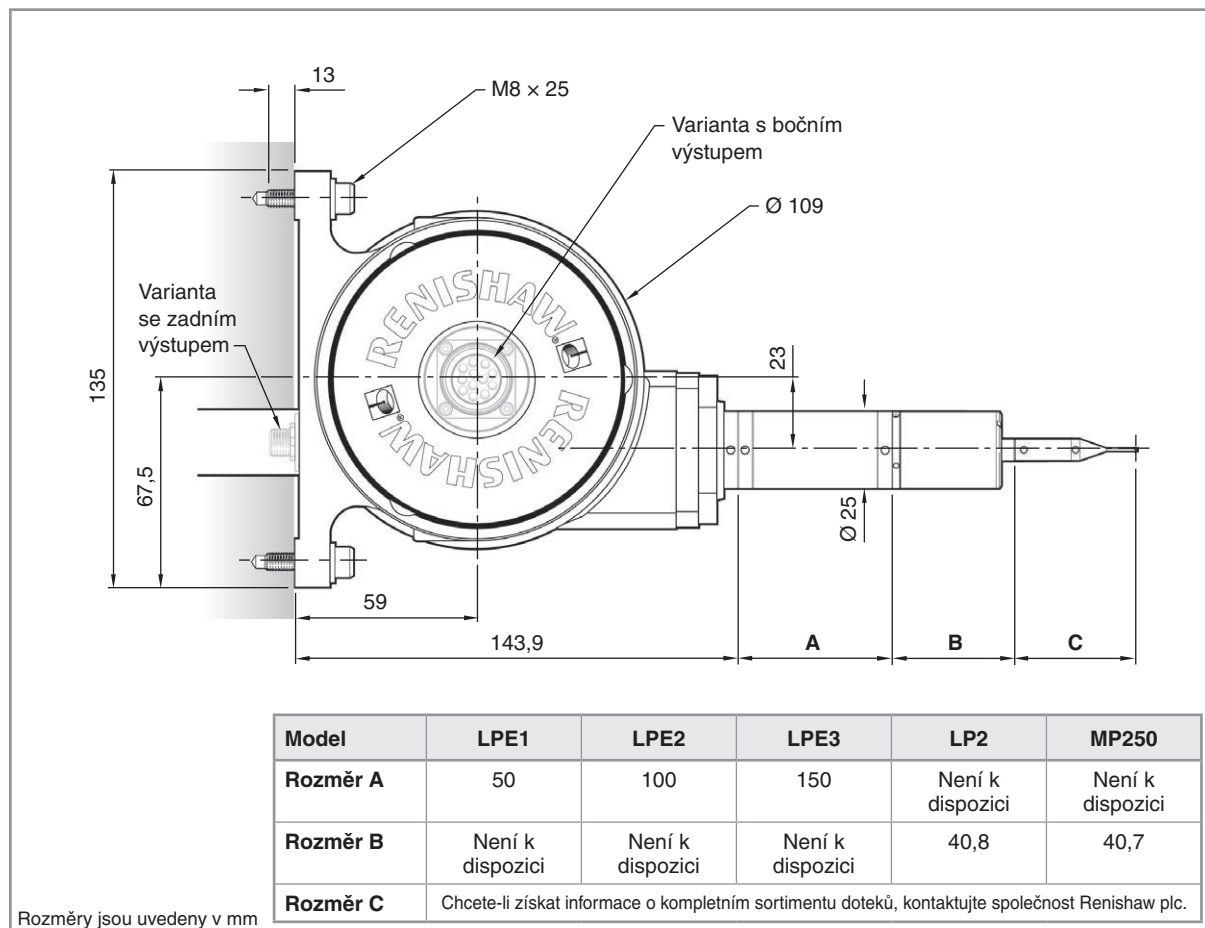 13
M8 × 25
Varianta s bočním
výstupem
Ø 109
Varianta
se zadním
výstupem
RENISHAW
RENISHAW
23
135
67,5
Ø 25
59
143,9
A
B
C
Model LPE1 LPE2 LPE3 LP2 MP250
Rozměr A 50 100 150 Není k dispozici Není k dispozici
Rozměr B Není k dispozici Není k dispozici Není k dispozici 40,8 40,7
Rozměr C Chcete-li získat informace o kompletním sortimentu doteků, kontaktujte společnost Renishaw plc.
Rozměry jsou uvedeny v mm